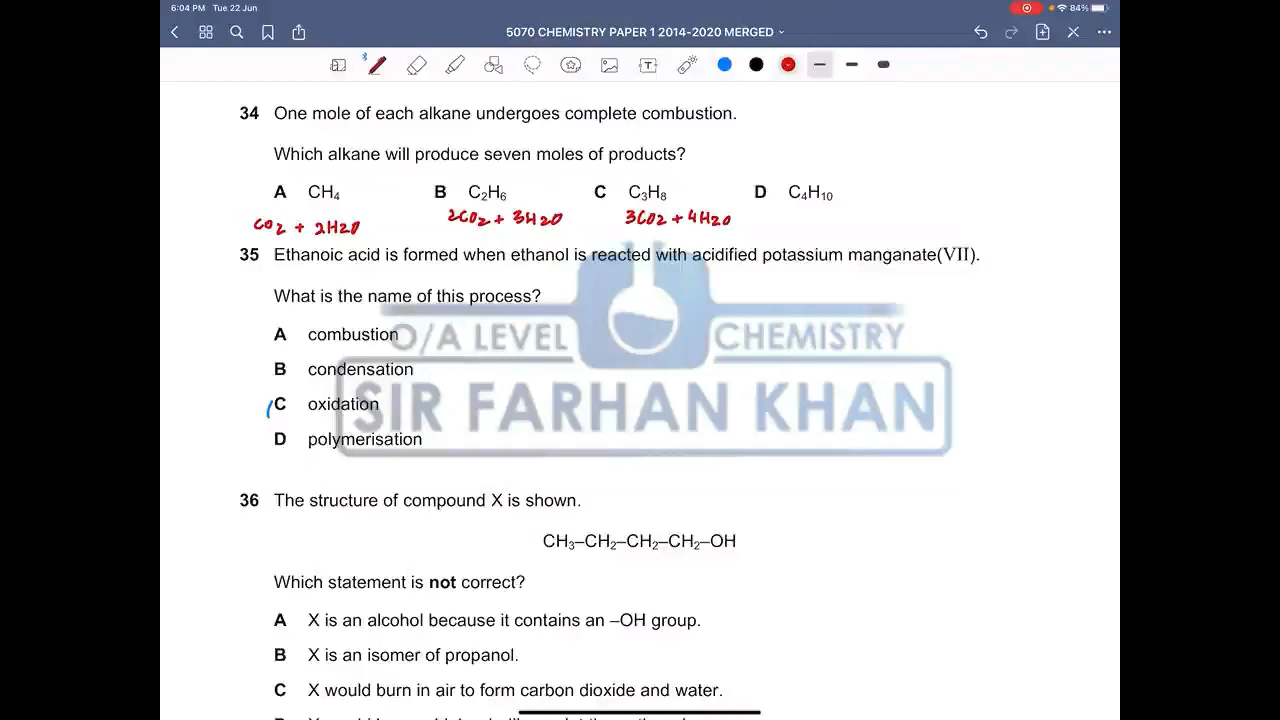 6:04 PM Tue 22 Jun 84%
5070 CHEMISTRY PAPER 1 2014-2020 MERGED
34 One mole of each alkane undergoes complete combustion.
Which alkane will produce seven moles of products?
A CH₄ B C₂H₆ C C₃H₈ D C₄H₁₀
CO₂ + 2H₂O 2CO₂ + 3H₂O 3CO₂ + 4H₂O
35 Ethanoic acid is formed when ethanol is reacted with acidified potassium manganate(VII).
What is the name of this process?
A combustion
O/A LEVEL CHEMISTRY
B condensation
C oxidation
SIR FARHAN KHAN
D polymerisation
36 The structure of compound X is shown.
CH₃–CH₂–CH₂–CH₂–OH
Which statement is not correct?
A X is an alcohol because it contains an –OH group.
B X is an isomer of propanol.
C X would burn in air to form carbon dioxide and water.